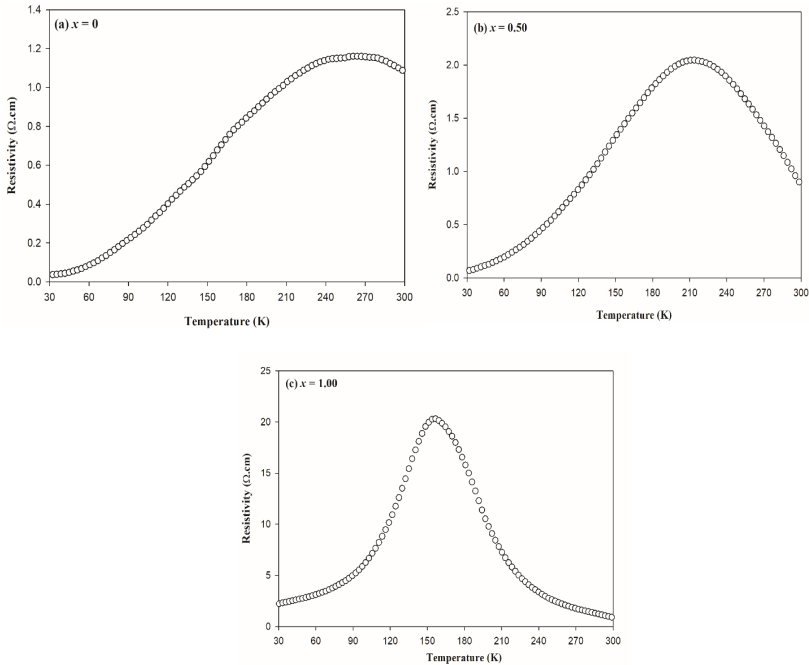 (a) x = 0
1.4
1.2
1.0
0.8
0.6
0.4
0.2
0.0
Resistivity (Ω.cm)
30 60 90 120 150 180 210 240 270 300
Temperature (K)
(b) x = 0.50
2.5
2.0
1.5
1.0
0.5
0.0
Resistivity (Ω.cm)
30 60 90 120 150 180 210 240 270 300
Temperature (K)
(c) x = 1.00
25
20
15
10
5
0
Resistivity (Ω.cm)
30 60 90 120 150 180 210 240 270 300
Temperature (K)